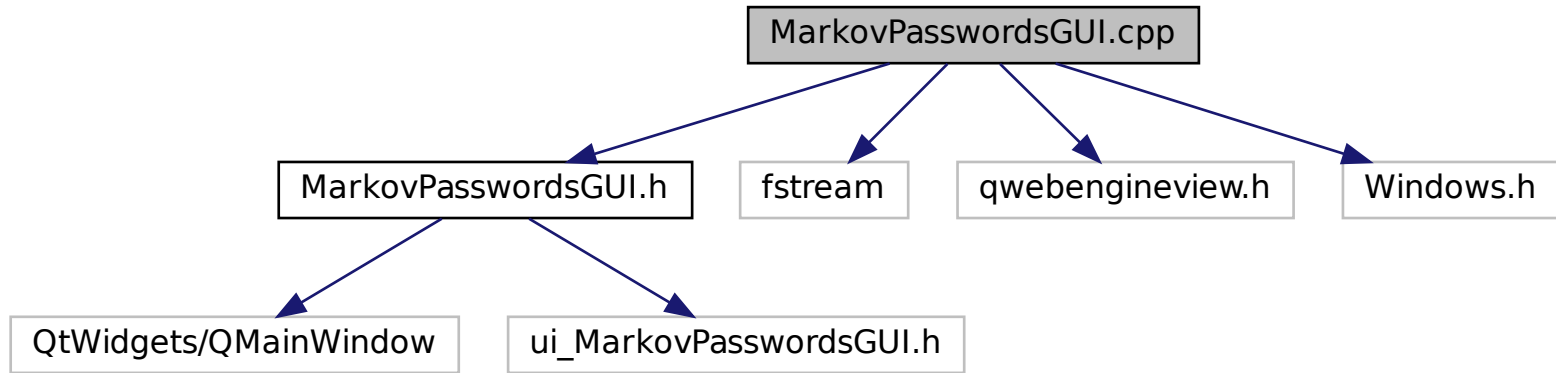 MarkovPasswordsGUI.cpp
MarkovPasswordsGUI.h
fstream
qwebengineview.h
Windows.h
QtWidgets/QMainWindow
ui_MarkovPasswordsGUI.h